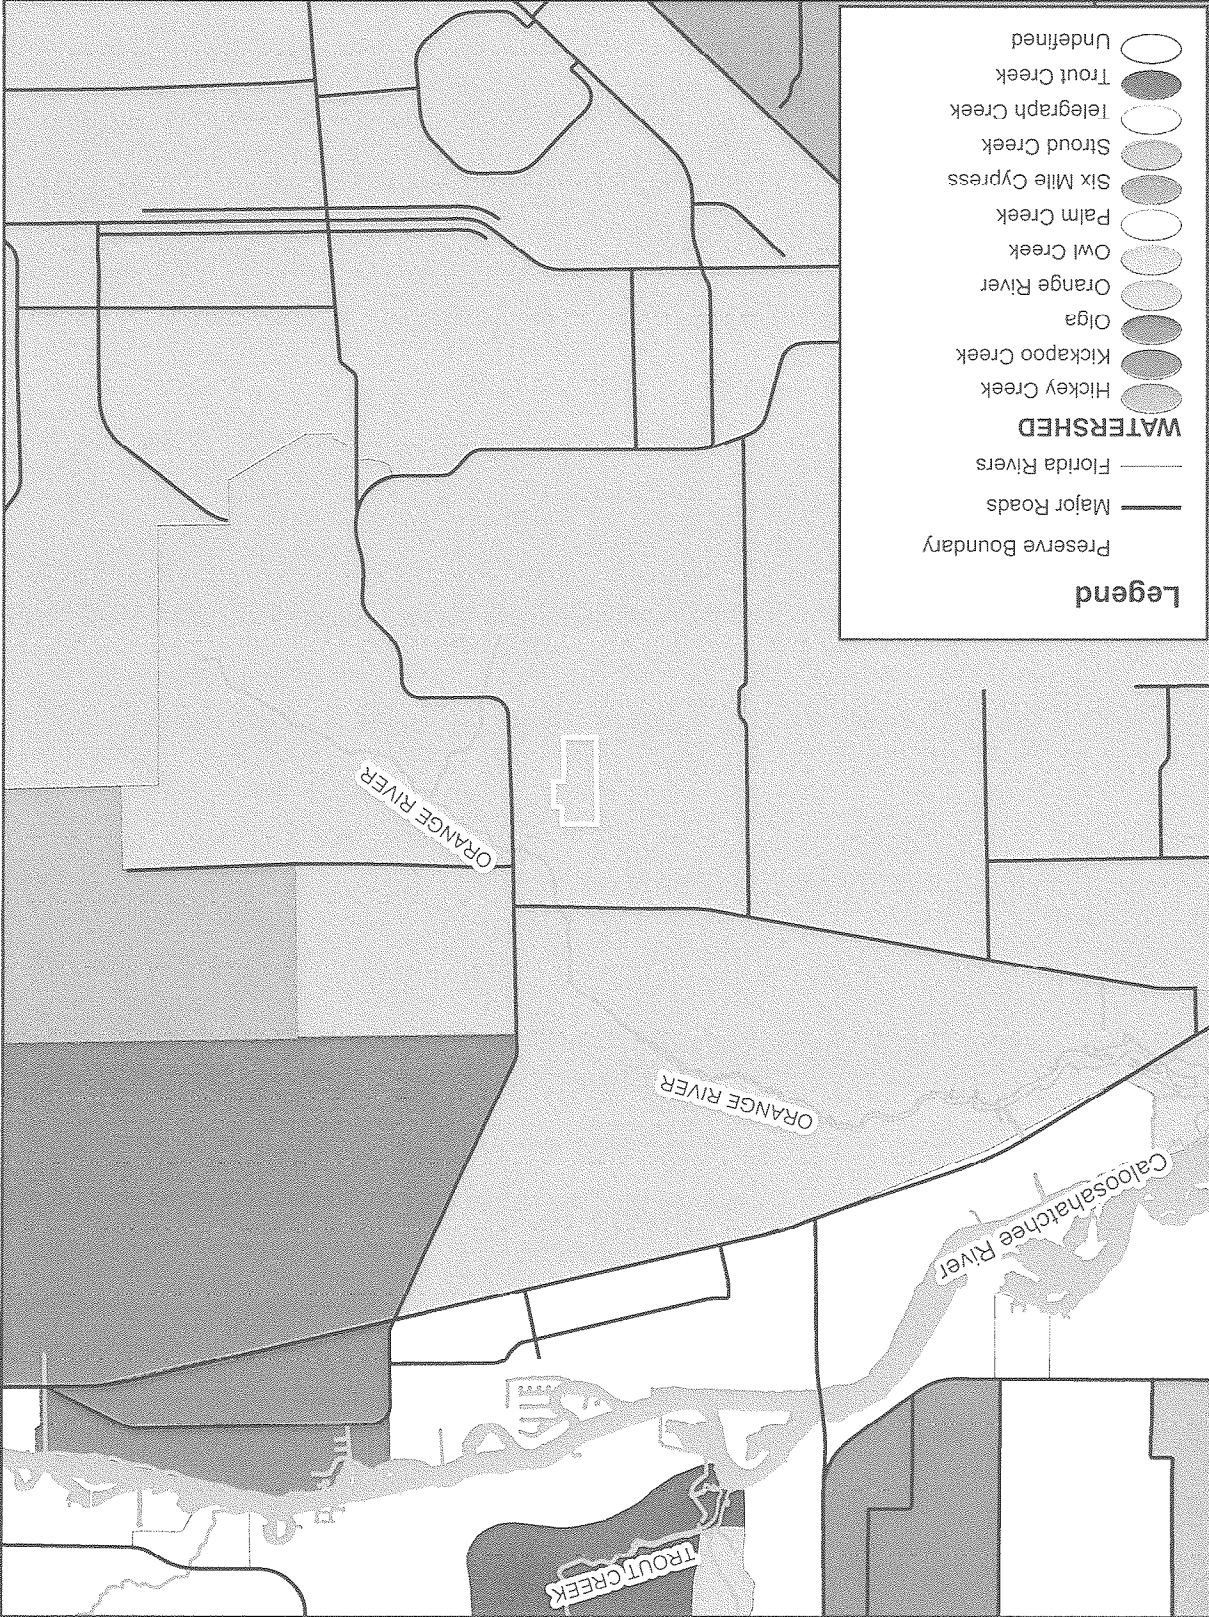 TROUT CREEK
Caloosahatchee River
ORANGE RIVER
ORANGE RIVER
Legend
Preserve Boundary
Major Roads
Florida Rivers
WATERSHED
Hickey Creek
Kickapoo Creek
Olga
Orange River
Owl Creek
Palm Creek
Six Mile Cypress
Stroud Creek
Telegraph Creek
Trout Creek
Undefined